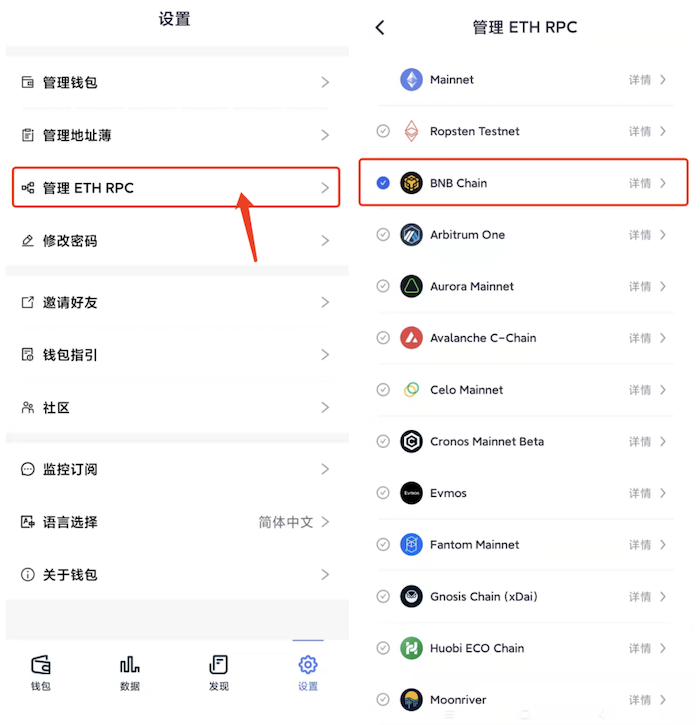 设置
管理钱包
管理地址薄
管理 ETH RPC
修改密码
邀请好友
钱包指引
社区
监控订阅
语言选择 简体中文
关于钱包
钱包 数据 发现 设置
管理 ETH RPC
Mainnet 详情
Ropsten Testnet 详情
BNB Chain 详情
Arbitrum One 详情
Aurora Mainnet 详情
Avalanche C-Chain 详情
Celo Mainnet 详情
Cronos Mainnet Beta 详情
Evmos Evmos 详情
Fantom Mainnet 详情
Gnosis Chain (xDai) 详情
Huobi ECO Chain 详情
Moonriver 详情